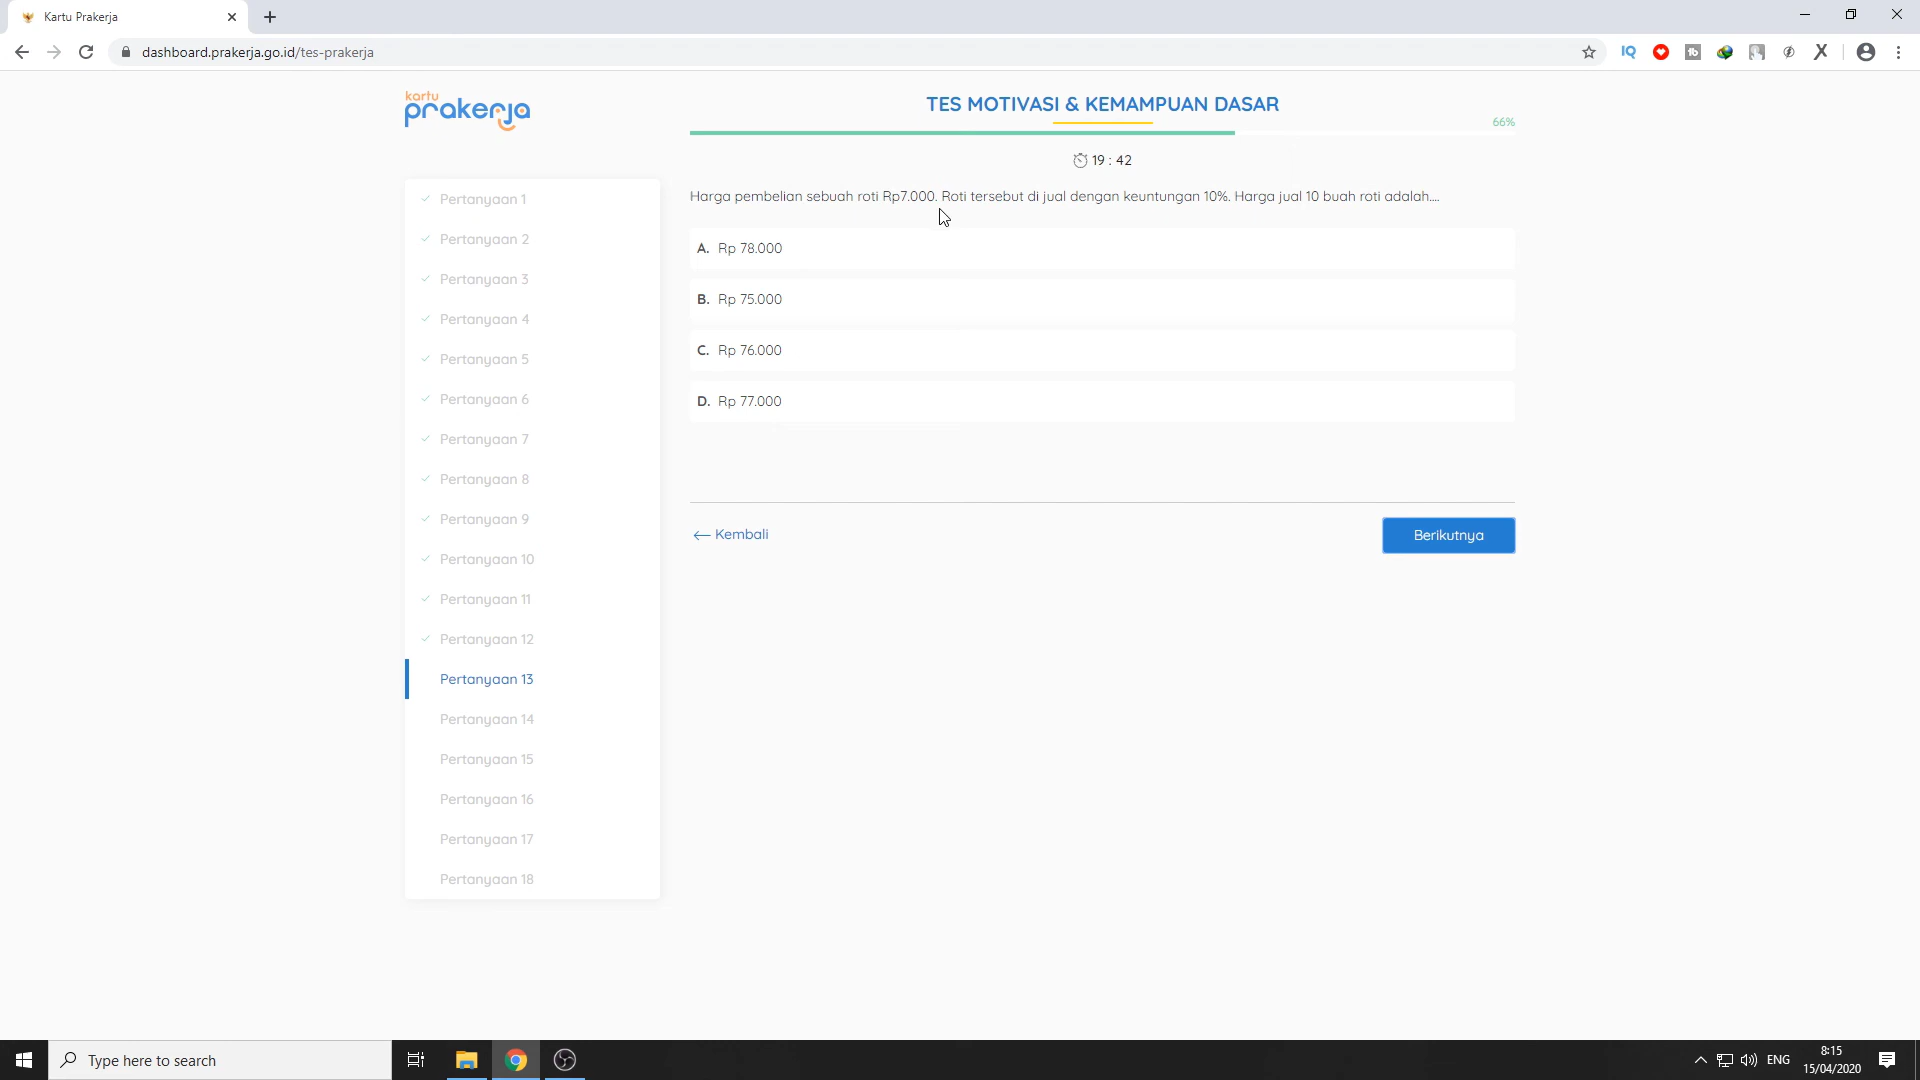 Kartu Prakerja
dashboard.prakerja.go.id/tes-prakerja
IQ
kartu
prakerja
TES MOTIVASI & KEMAMPUAN DASAR
66%
19 : 42
Harga pembelian sebuah roti Rp7.000. Roti tersebut di jual dengan keuntungan 10%. Harga jual 10 buah roti adalah....
A. Rp 78.000
B. Rp 75.000
C. Rp 76.000
D. Rp 77.000
← Kembali
Berikutnya
Pertanyaan 1
Pertanyaan 2
Pertanyaan 3
Pertanyaan 4
Pertanyaan 5
Pertanyaan 6
Pertanyaan 7
Pertanyaan 8
Pertanyaan 9
Pertanyaan 10
Pertanyaan 11
Pertanyaan 12
Pertanyaan 13
Pertanyaan 14
Pertanyaan 15
Pertanyaan 16
Pertanyaan 17
Pertanyaan 18
Type here to search
ENG
8:15
15/04/2020